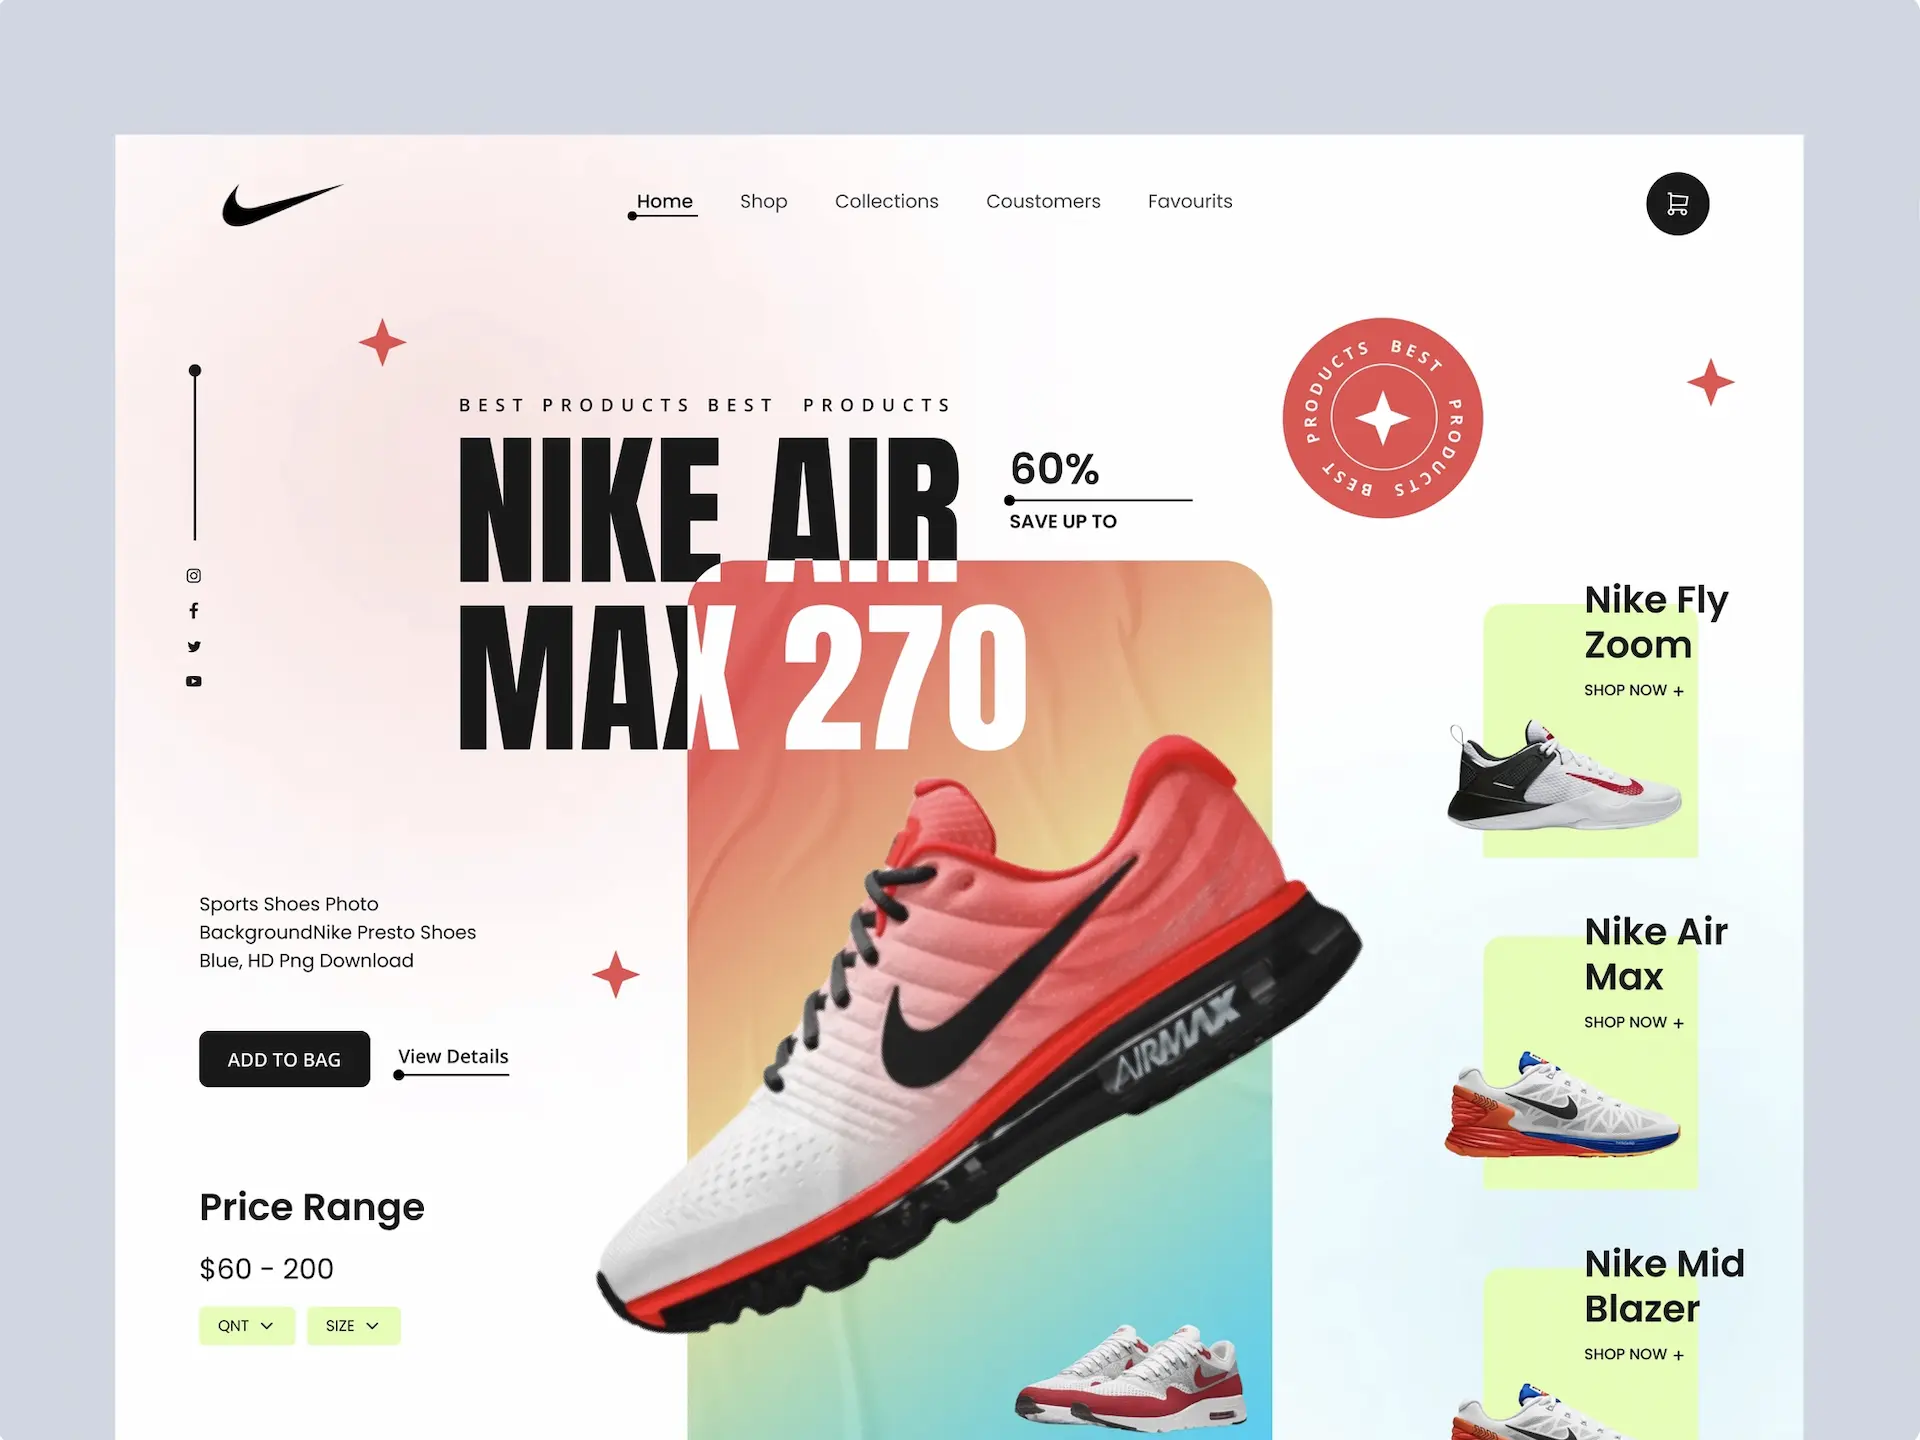 Home Shop Collections Coustomers Favourits
BEST PRODUCTS BEST PRODUCTS
NIKE AIR
MAX 270
60%
SAVE UP TO
PRODUCTS BEST PRODUCTS BEST
Sports Shoes Photo
BackgroundNike Presto Shoes
Blue, HD Png Download
ADD TO BAG
View Details
Price Range
$60 - 200
QNT
SIZE
AIRMAX
Nike Fly
Zoom
SHOP NOW +
Nike Air
Max
SHOP NOW +
Nike Mid
Blazer
SHOP NOW +